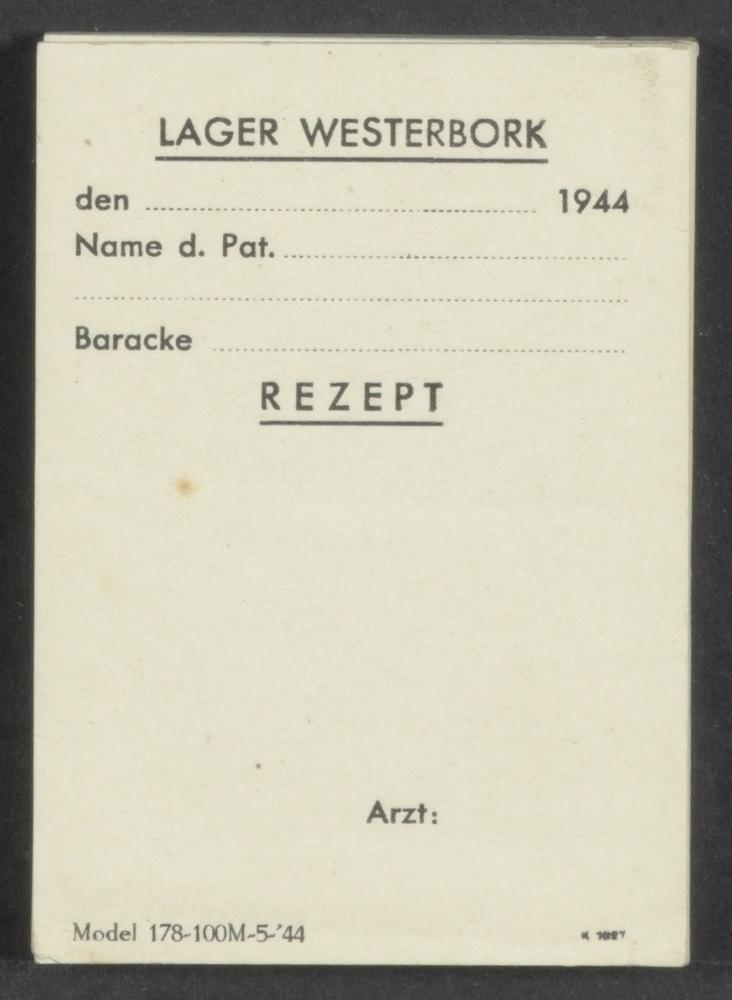 LAGER WESTERBORK
den ........................ 1944
Name d. Pat. ........................
........................
Baracke ........................
REZEPT
Arzt:
Model 178-100M-5-'44